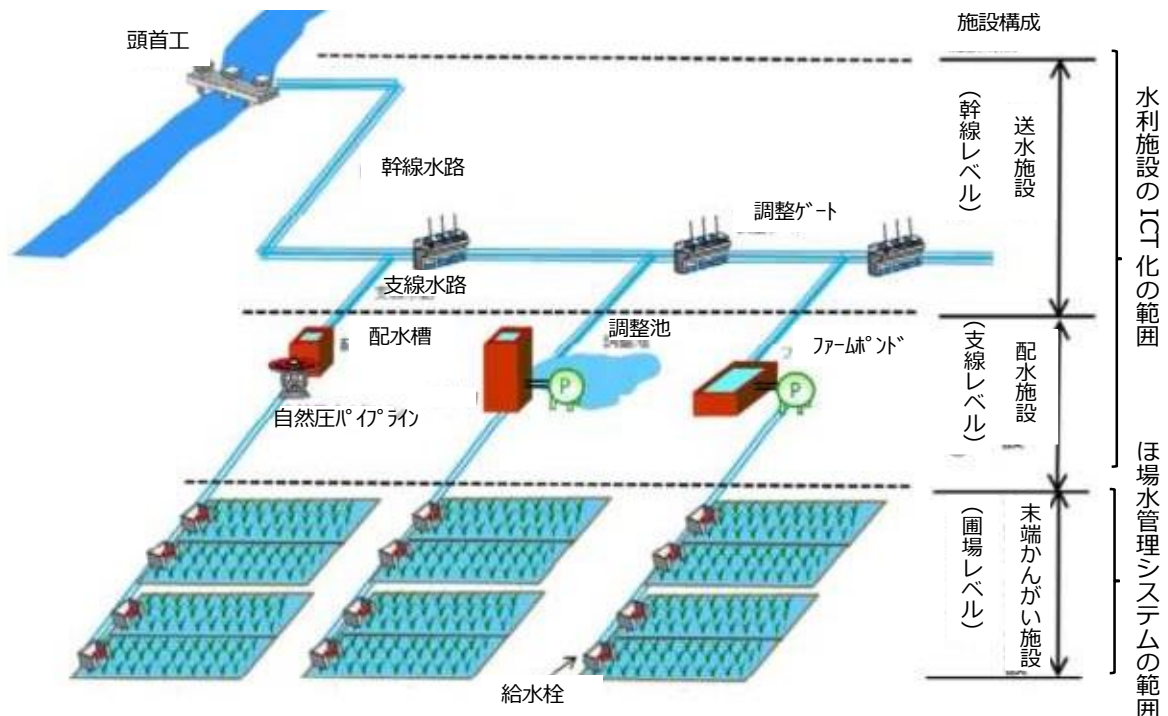 施設構成
頭首工
幹線水路
調整ｹﾞｰﾄ
支線水路
配水槽
調整池
ﾌｧｰﾑﾎﾟﾝﾄﾞ
P
P
自然圧ﾊﾟｲﾌﾟﾗｲﾝ
給水栓
送水施設
（幹線レベル）
配水施設
（支線レベル）
末端かんがい施設
（圃場レベル）
水利施設のICT化の範囲
ほ場水管理システムの範囲